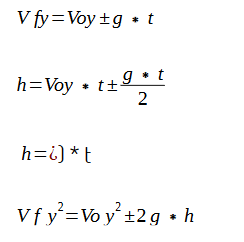 V fy=Voy±g * t
h=Voy * t± g * t / 2
h=¿) * t
V f y²=Vo y²±2 g * h